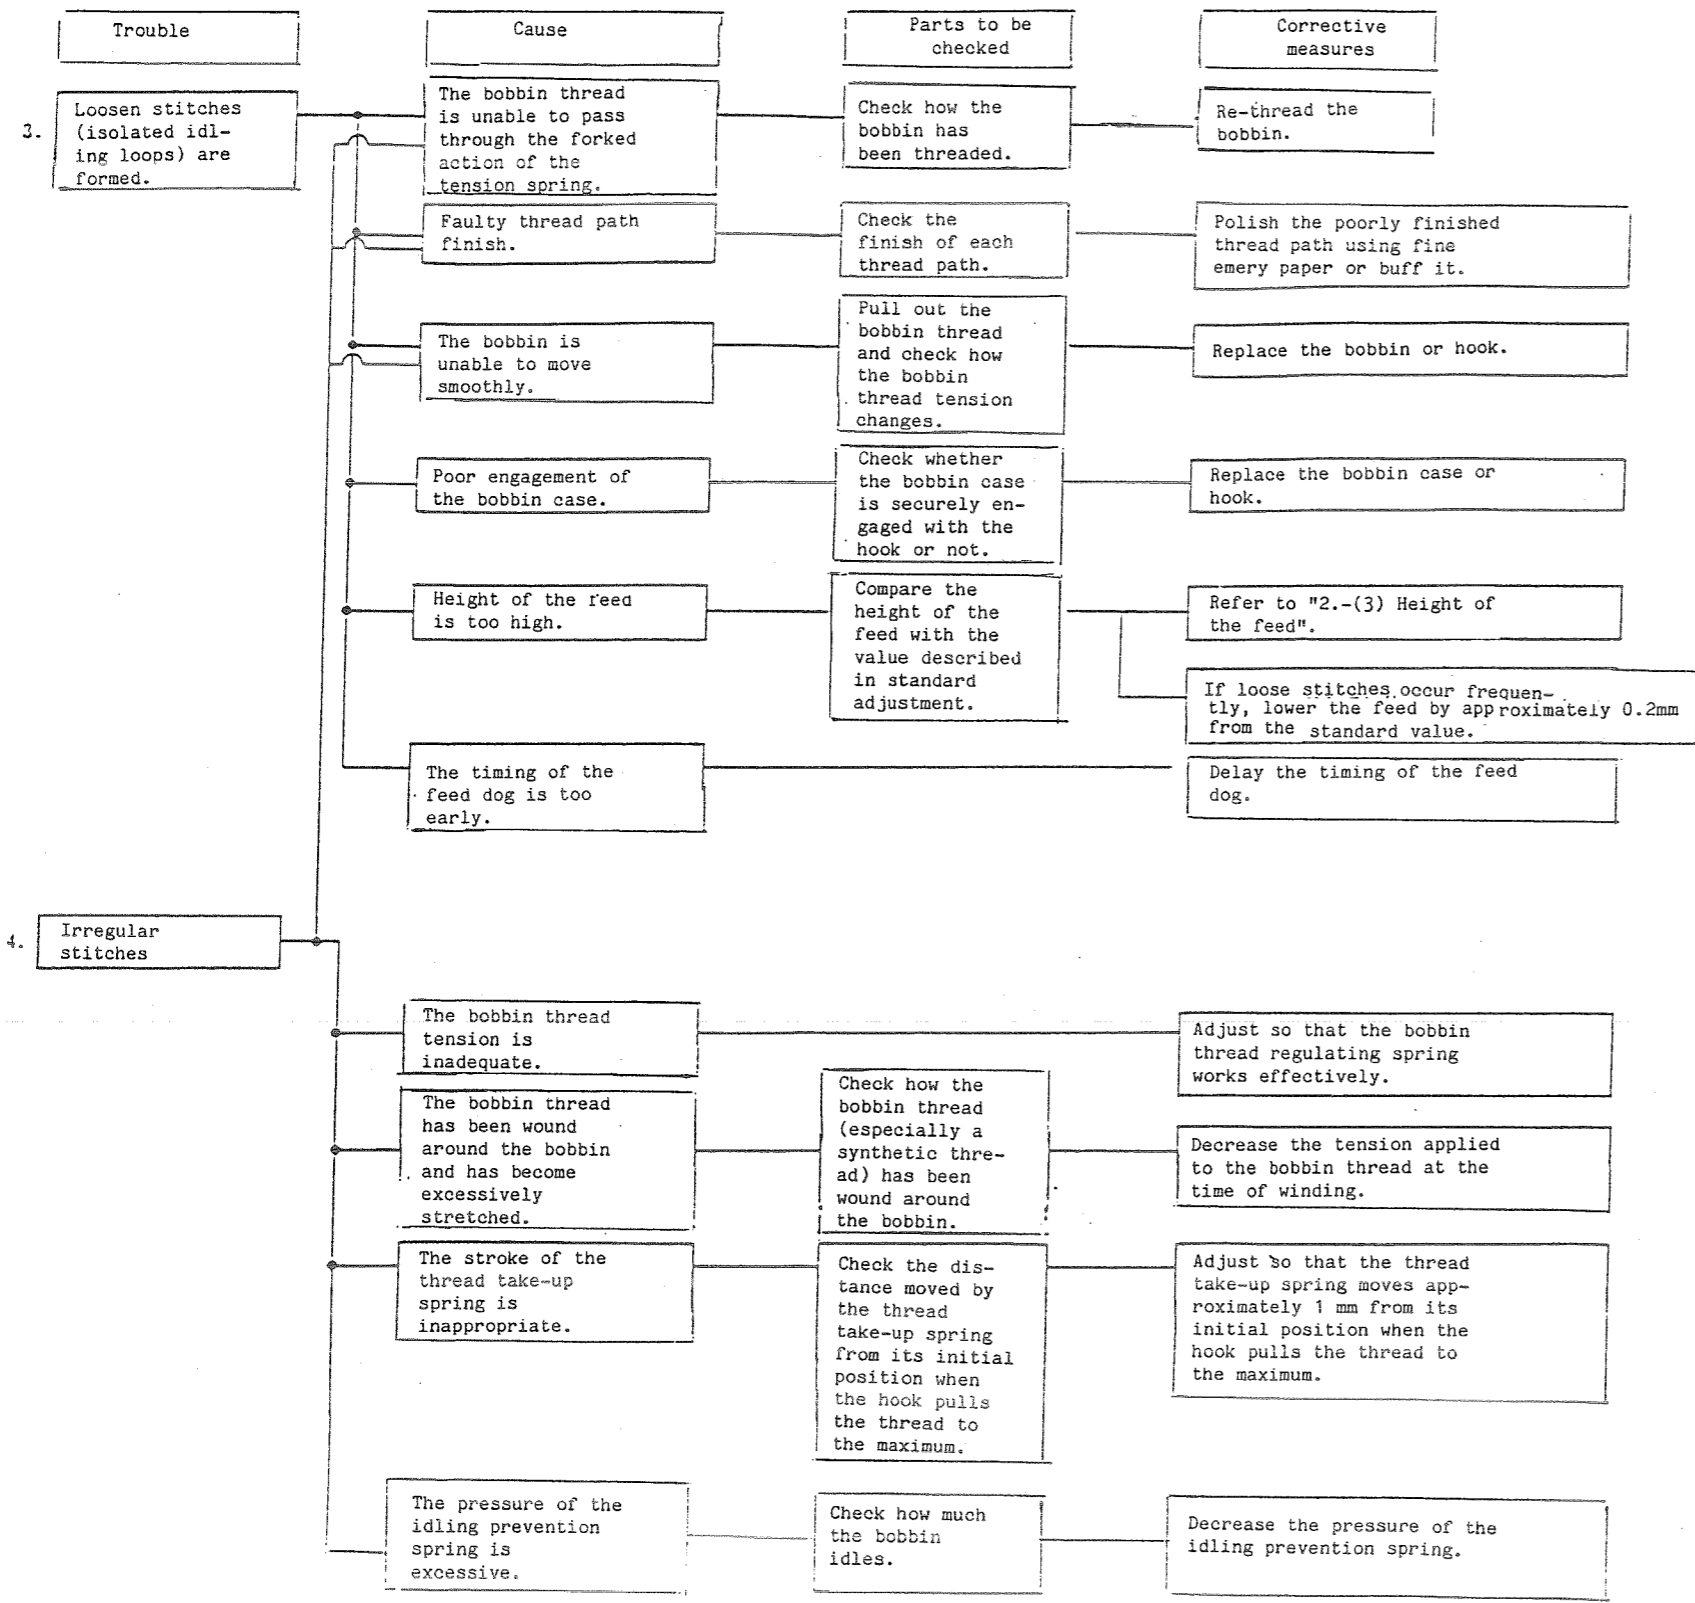 Trouble
Cause
Parts to be
checked
Corrective
measures
3.
Loosen stitches
(isolated idl-
ing loops) are
formed.
The bobbin thread
is unable to pass
through the forked
action of the
tension spring.
Check how the
bobbin has
been threaded.
Re-thread the
bobbin.
Faulty thread path
finish.
Check the
finish of each
thread path.
Polish the poorly finished
thread path using fine
emery paper or buff it.
The bobbin is
unable to move
smoothly.
Pull out the
bobbin thread
and check how
the bobbin
thread tension
changes.
Replace the bobbin or hook.
Poor engagement of
the bobbin case.
Check whether
the bobbin case
is securely en-
gaged with the
hook or not.
Replace the bobbin case or
hook.
Height of the feed
is too high.
Compare the
height of the
feed with the
value described
in standard
adjustment.
Refer to "2.-(3) Height of
the feed".
If loose stitches occur frequen-
tly, lower the feed by approximately 0.2mm
from the standard value.
The timing of the
feed dog is too
early.
Delay the timing of the feed
dog.
4.
Irregular
stitches
The bobbin thread
tension is
inadequate.
Adjust so that the bobbin
thread regulating spring
works effectively.
The bobbin thread
has been wound
around the bobbin
and has become
excessively
stretched.
Check how the
bobbin thread
(especially a
synthetic thre-
ad) has been
wound around
the bobbin.
Decrease the tension applied
to the bobbin thread at the
time of winding.
The stroke of the
thread take-up
spring is
inappropriate.
Check the dis-
tance moved by
the thread
take-up spring
from its initial
position when
the hook pulls
the thread to
the maximum.
Adjust so that the thread
take-up spring moves app-
roximately 1 mm from its
initial position when the
hook pulls the thread to
the maximum.
The pressure of the
idling prevention
spring is
excessive.
Check how much
the bobbin
idles.
Decrease the pressure of the
idling prevention spring.